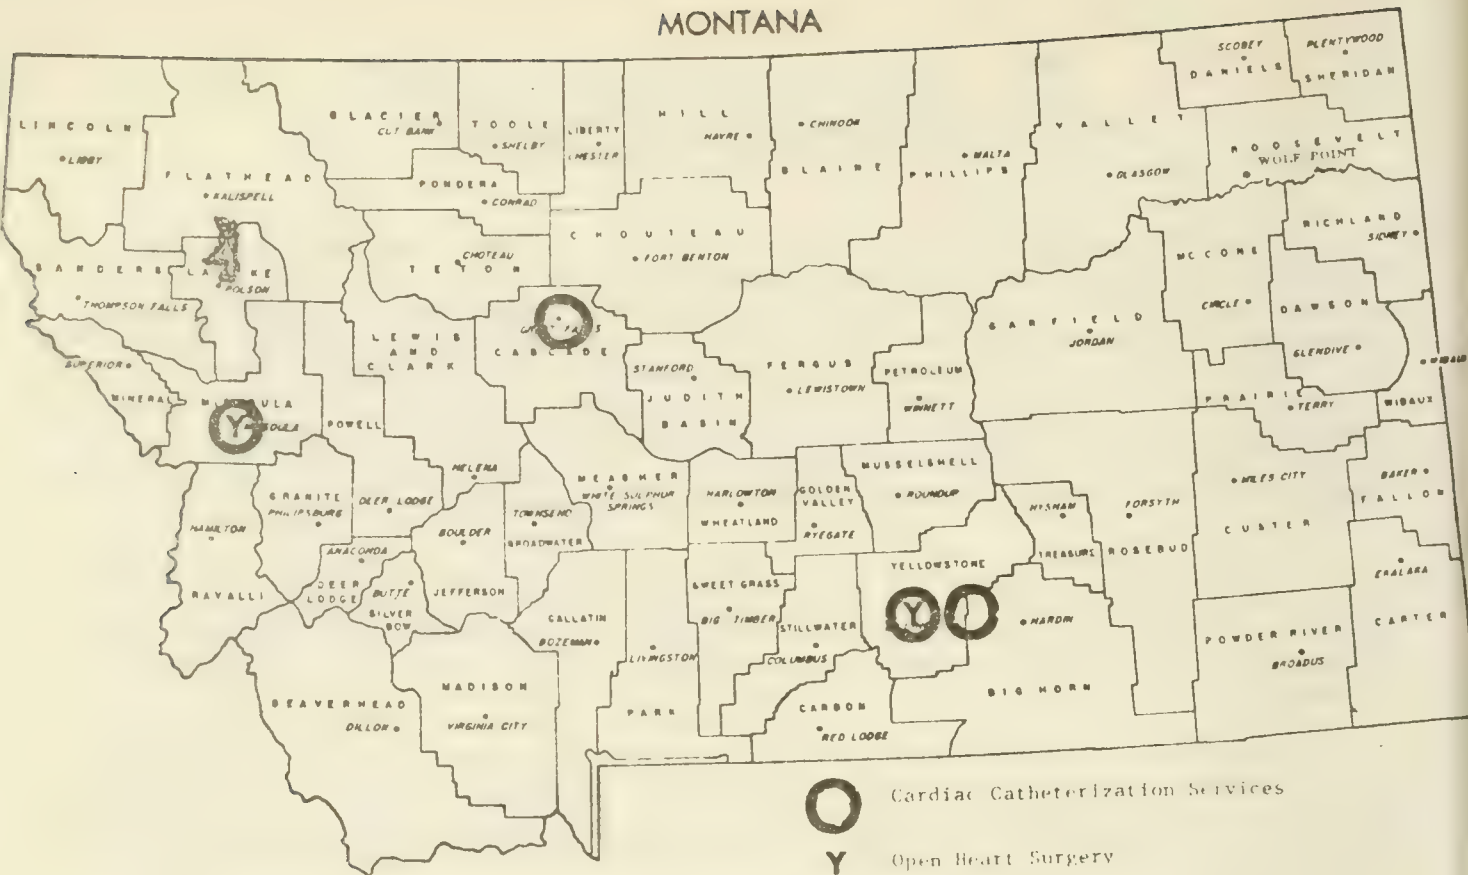 MONTANA
SCOBEY
DANIELS
PLENTYWOOD
SHERIDAN
LINCOLN
LIBBY
FLATHEAD
KALISPELL
GLACIER
CUT BANK
TOOLE
SHELBY
LIBERTY
CHESTER
HILL
HAVRE
CHINOOK
BLAINE
MALTA
PHILLIPS
VALLEY
GLASGOW
ROOSEVELT
WOLF POINT
PONDERA
CONRAD
CHOUTEAU
FORT BENTON
CHOTEAU
TETON
RICHLAND
SIDNEY
MC CONE
CIRCLE
DAWSON
GLENDIVE
WIBAUX
SANDERS
THOMPSON FALLS
POLSON
LEWIS
AND
CLARK
CASCADE
STANFORD
JUDITH
BASIN
FERGUS
LEWISTOWN
PETROLEUM
WINNETT
GARFIELD
JORDAN
PRAIRIE
TERRY
WIBAUX
SUPERIOR
MINERAL
Y
POWELL
HELENA
MEAGHER
WHITE SULPHUR
SPRINGS
HARLOWTON
WHEATLAND
GOLDEN
VALLEY
RYEGATE
MUSSELSHELL
ROUNDUP
HYSHAM
TREASURE
FORSYTH
ROSEBUD
MILES CITY
CUSTER
BAKER
FALLON
EKALAKA
CARTER
GRANITE
PHILIPSBURG
DEER LODGE
HAMILTON
RAVALLI
ANACONDA
DEER
LODGE
BUTTE
SILVER
BOW
BOULDER
JEFFERSON
TOWNSEND
BROADWATER
GALLATIN
BOZEMAN
LIVINGSTON
PARK
SWEET GRASS
BIG TIMBER
STILLWATER
COLUMBUS
YELLOWSTONE
Y
HARDIN
BIG HORN
POWDER RIVER
BROADUS
BEAVERHEAD
DILLON
MADISON
VIRGINIA CITY
CARBON
RED LODGE
Cardiac Catheterization Services
Y Open Heart Surgery